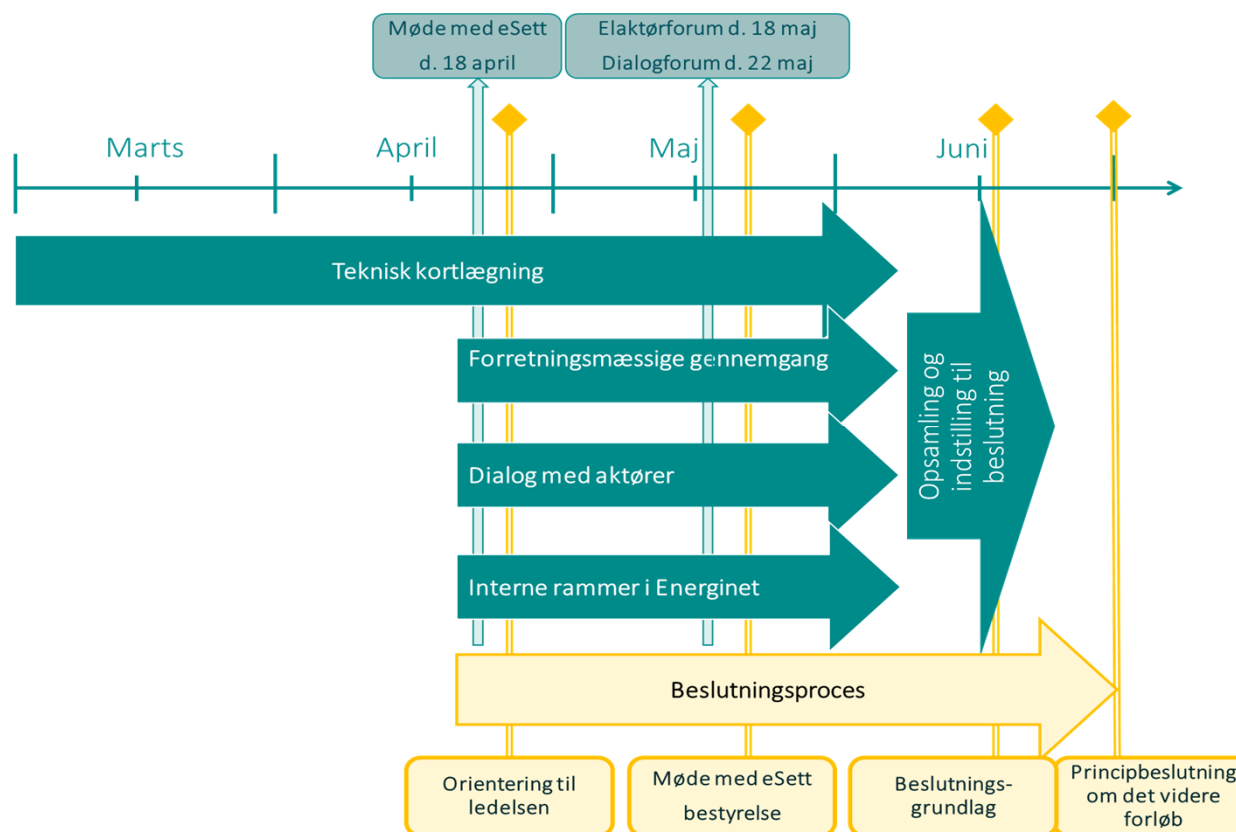 Møde med eSett
d. 18 april
Elaktørforum d. 18 maj
Dialogforum d. 22 maj
Marts
April
Maj
Juni
Teknisk kortlægning
Forretningsmæssige gennemgang
Dialog med aktører
Interne rammer i Energinet
Opsamling og
indstilling til
beslutning
Beslutningsproces
Orientering til
ledelsen
Møde med eSett
bestyrelse
Beslutnings-
grundlag
Principbeslutning
om det videre
forløb